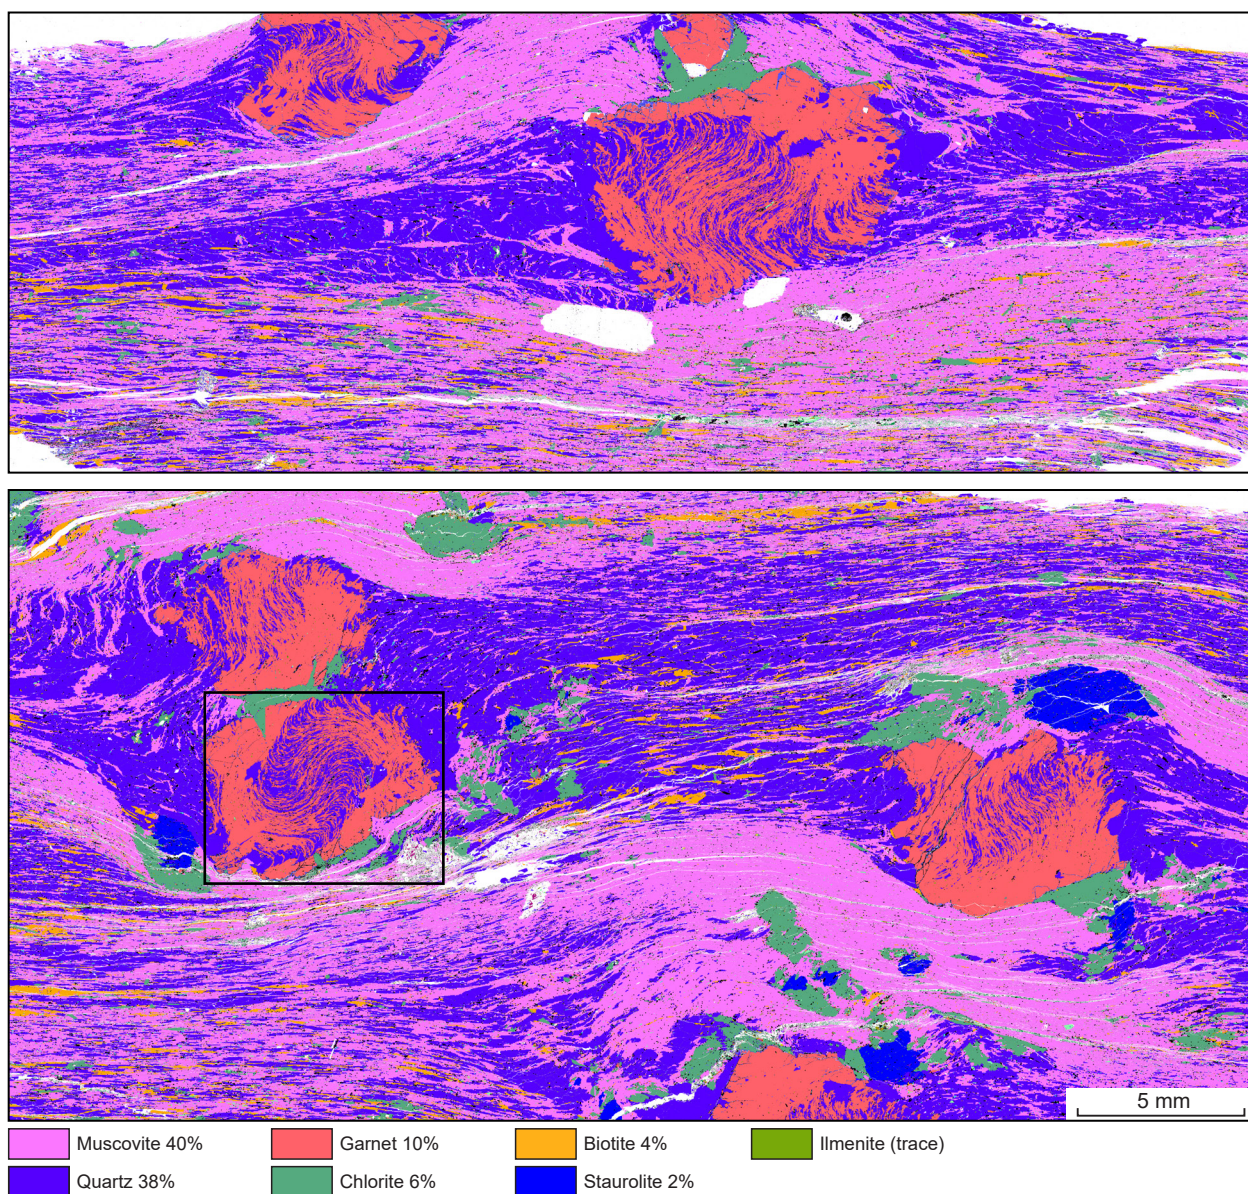 5 mm
Muscovite 40%
Garnet 10%
Biotite 4%
Ilmenite (trace)
Quartz 38%
Chlorite 6%
Staurolite 2%